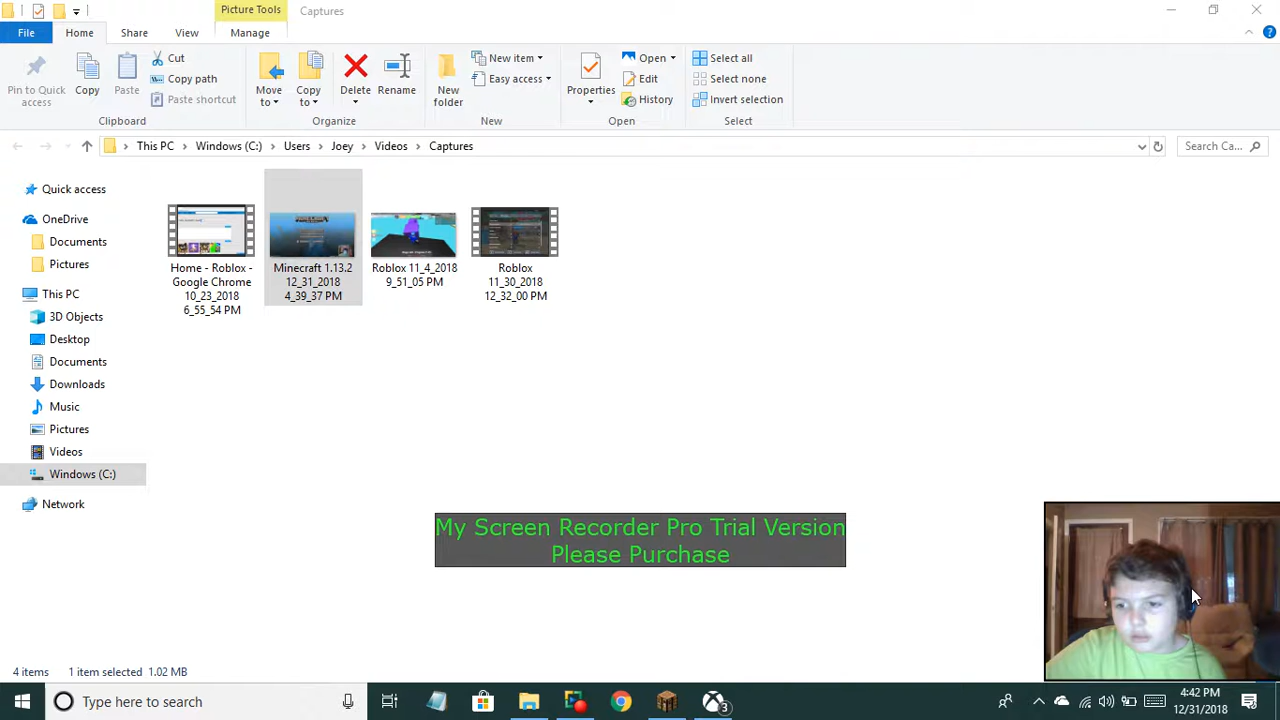 Picture Tools
Captures
File
Home
Share
View
Manage
Pin to Quick access
Copy
Paste
Cut
Copy path
Paste shortcut
Clipboard
Move to
Copy to
Delete
Rename
Organize
New folder
New item
Easy access
New
Properties
Open
Edit
History
Open
Select all
Select none
Invert selection
Select
This PC
Windows (C:)
Users
Joey
Videos
Captures
Search Ca...
Quick access
OneDrive
Documents
Pictures
This PC
3D Objects
Desktop
Documents
Downloads
Music
Pictures
Videos
Windows (C:)
Network
Home - Roblox -
Google Chrome
10_23_2018
6_55_54 PM
Minecraft 1.13.2
12_31_2018
4_39_37 PM
Roblox 11_4_2018
9_51_05 PM
Roblox
11_30_2018
12_32_00 PM
My Screen Recorder Pro Trial Version
Please Purchase
4 items
1 item selected 1.02 MB
Type here to search
3
4:42 PM
12/31/2018